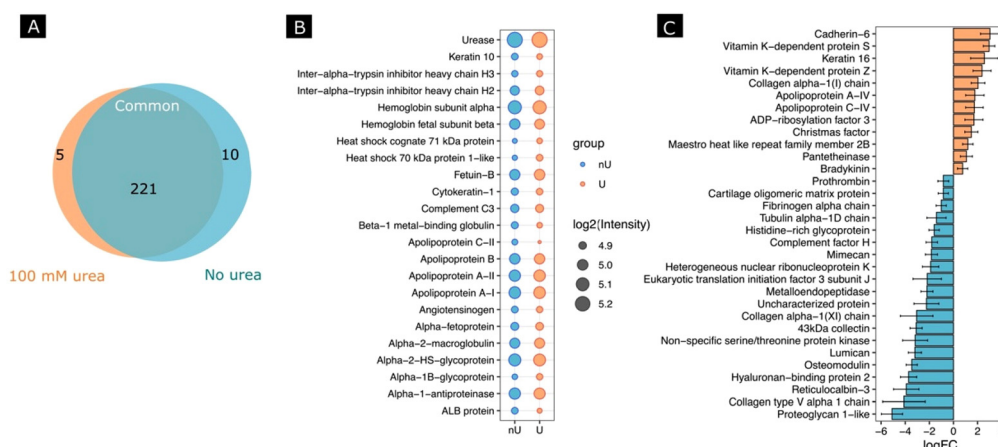 A
Common
5
10
221
100 mM urea
No urea
B
Urease
Keratin 10
Inter-alpha-trypsin inhibitor heavy chain H3
Inter-alpha-trypsin inhibitor heavy chain H2
Hemoglobin subunit alpha
Hemoglobin fetal subunit beta
Heat shock cognate 71 kDa protein
Heat shock 70 kDa protein 1-like
Fetuin-B
Cytokeratin-1
Complement C3
Beta-1 metal-binding globulin
Apolipoprotein C-II
Apolipoprotein B
Apolipoprotein A-II
Apolipoprotein A-I
Angiotensinogen
Alpha-fetoprotein
Alpha-2-macroglobulin
Alpha-2-HS-glycoprotein
Alpha-1B-glycoprotein
Alpha-1-antiproteinase
ALB protein
nU U
group
nU
U
log2(Intensity)
4.9
5.0
5.1
5.2
C
Cadherin-6
Vitamin K-dependent protein S
Keratin 16
Vitamin K-dependent protein Z
Collagen alpha-1(I) chain
Apolipoprotein A-IV
Apolipoprotein C-IV
ADP-ribosylation factor 3
Christmas factor
Maestro heat like repeat family member 2B
Pantetheinase
Bradykinin
Prothrombin
Cartilage oligomeric matrix protein
Fibrinogen alpha chain
Tubulin alpha-1D chain
Histidine-rich glycoprotein
Complement factor H
Mimecan
Heterogeneous nuclear ribonucleoprotein K
Eukaryotic translation initiation factor 3 subunit J
Metalloendopeptidase
Uncharacterized protein
Collagen alpha-1(XI) chain
43kDa collectin
Non-specific serine/threonine protein kinase
Lumican
Osteomodulin
Hyaluronan-binding protein 2
Reticulocalbin-3
Collagen type V alpha 1 chain
Proteoglycan 1-like
-6 -4 -2 0 2
logFC